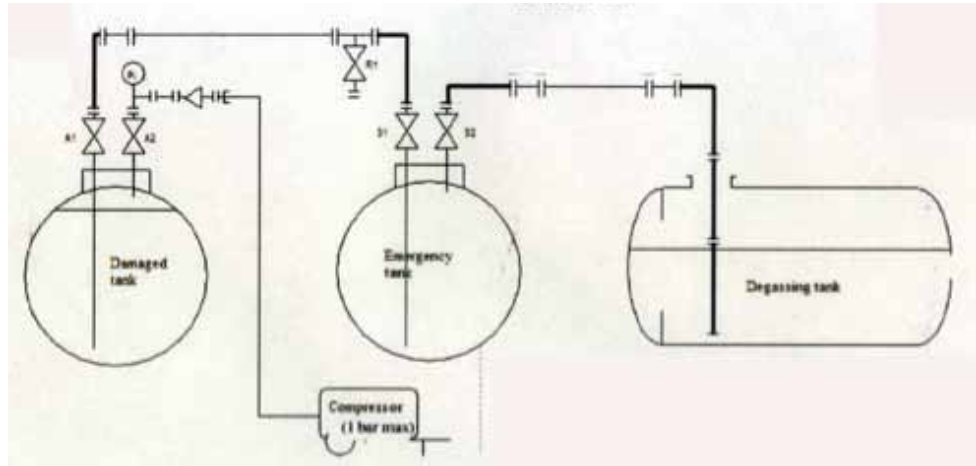 R1
A1
A2
S1
S2
Damaged
tank
Emergency
tank
Degassing tank
Compressor
(1 bar max)